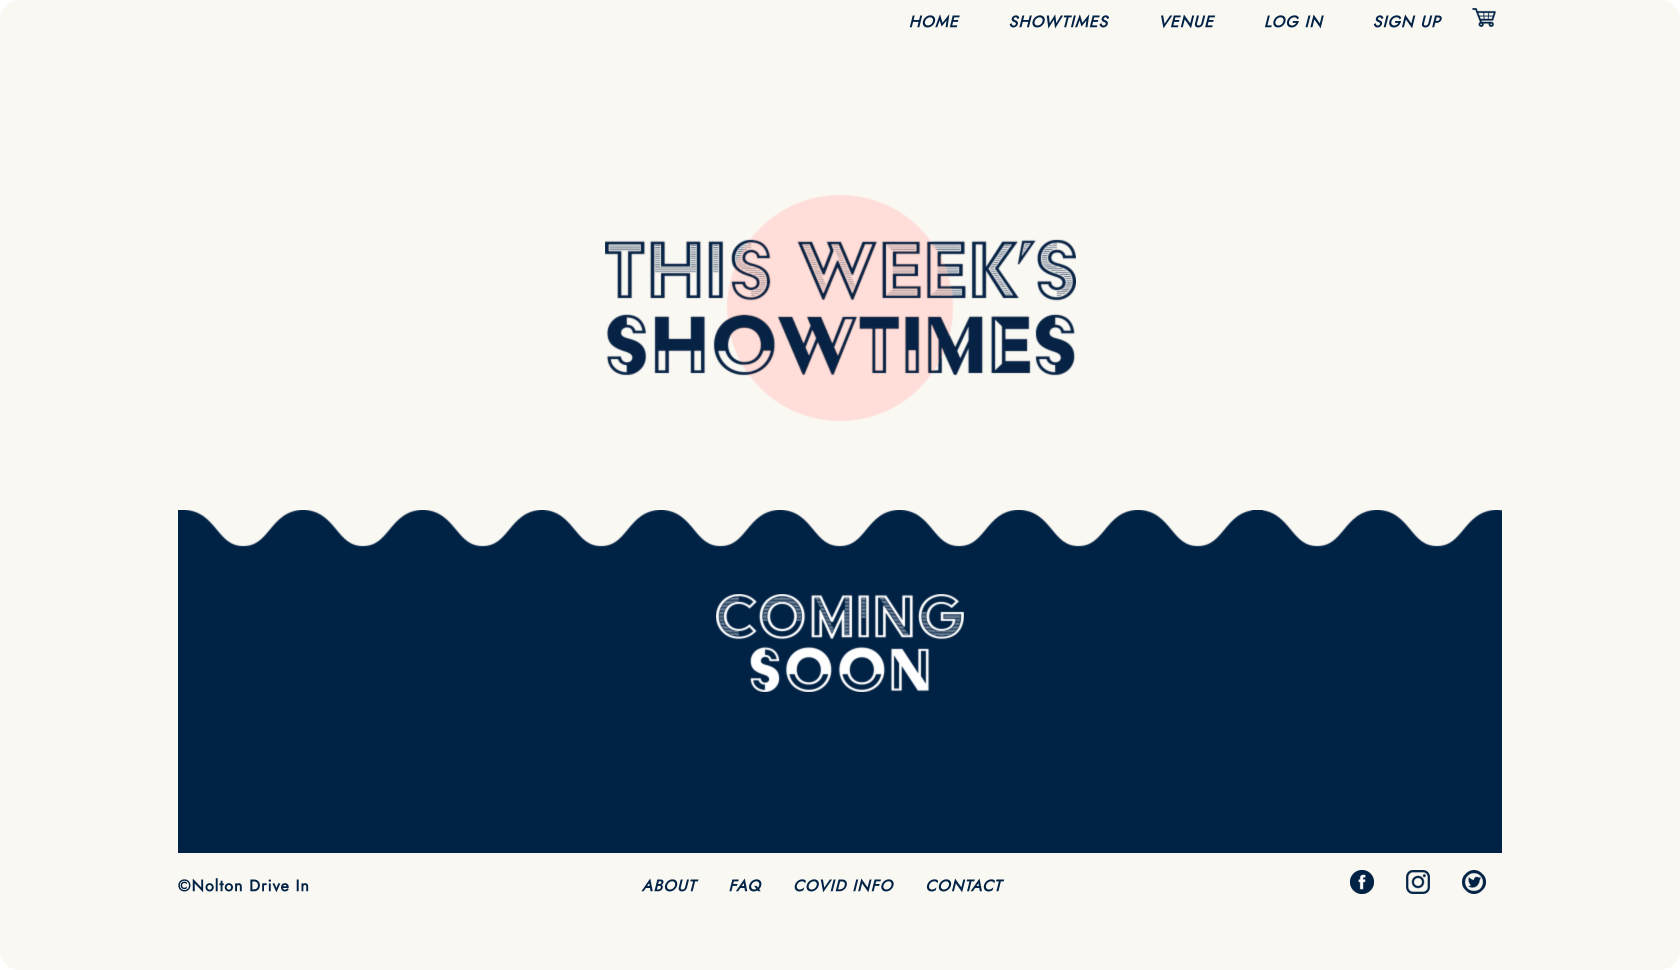 HOME SHOWTIMES VENUE LOG IN SIGN UP
THIS WEEK'S
SHOWTIMES
COMING
SOON
©Nolton Drive In ABOUT FAQ COVID INFO CONTACT